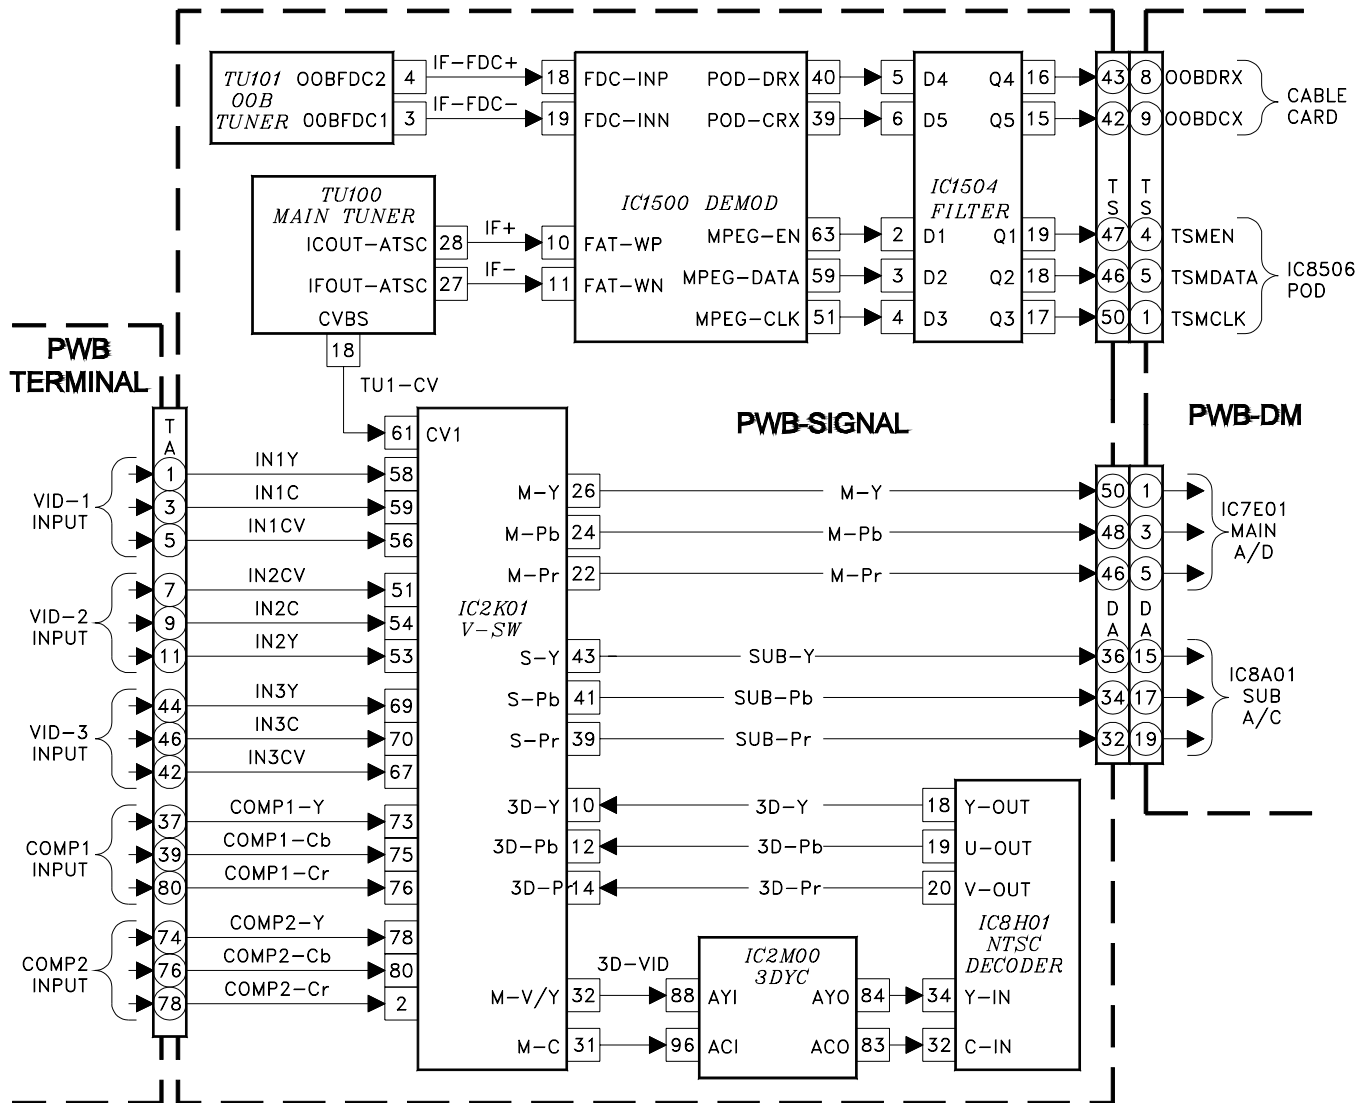 TU101 OOBFDC2 4 IF-FDC+ 18 FDC-INP POD-DRX 40 5 D4 Q4 16 43 8 OOBDRX
OOB
TUNER OOBFDC1 3 IF-FDC- 19 FDC-INN POD-CRX 39 6 D5 Q5 15 42 9 OOBDCX
CABLE
CARD
TU100
MAIN TUNER
IC1500 DEMOD
IC1504
FILTER
T
S
T
S
ICOUT-ATSC 28 IF+ 10 FAT-WP MPEG-EN 63 2 D1 Q1 19 47 4 TSMEN
IFOUT-ATSC 27 IF- 11 FAT-WN MPEG-DATA 59 3 D2 Q2 18 46 5 TSMDATA
IC8506
POD
CVBS MPEG-CLK 51 4 D3 Q3 17 50 1 TSMCLK
18
TU1-CV
PWB
TERMINAL
PWB-SIGNAL
PWB-DM
T
A
61 CV1
VID-1
INPUT
1 IN1Y 58
3 IN1C 59
5 IN1CV 56
VID-2
INPUT
7 IN2CV 51
9 IN2C 54
11 IN2Y 53
VID-3
INPUT
44 IN3Y 69
46 IN3C 70
42 IN3CV 67
COMP1
INPUT
37 COMP1-Y 73
39 COMP1-Cb 75
80 COMP1-Cr 76
COMP2
INPUT
74 COMP2-Y 78
76 COMP2-Cb 80
78 COMP2-Cr 2
IC2K01
V-SW
M-Y 26 M-Y 50 1
M-Pb 24 M-Pb 48 3
M-Pr 22 M-Pr 46 5
IC7E01
MAIN
A/D
D
A
D
A
S-Y 43 SUB-Y 36 15
S-Pb 41 SUB-Pb 34 17
S-Pr 39 SUB-Pr 32 19
IC8A01
SUB
A/C
3D-Y 10 3D-Y 18 Y-OUT
3D-Pb 12 3D-Pb 19 U-OUT
3D-Pr 14 3D-Pr 20 V-OUT
IC8H01
NTSC
DECODER
IC2M00
3DYC
3D-VID
M-V/Y 32 88 AYI AYO 84 34 Y-IN
M-C 31 96 ACI ACO 83 32 C-IN